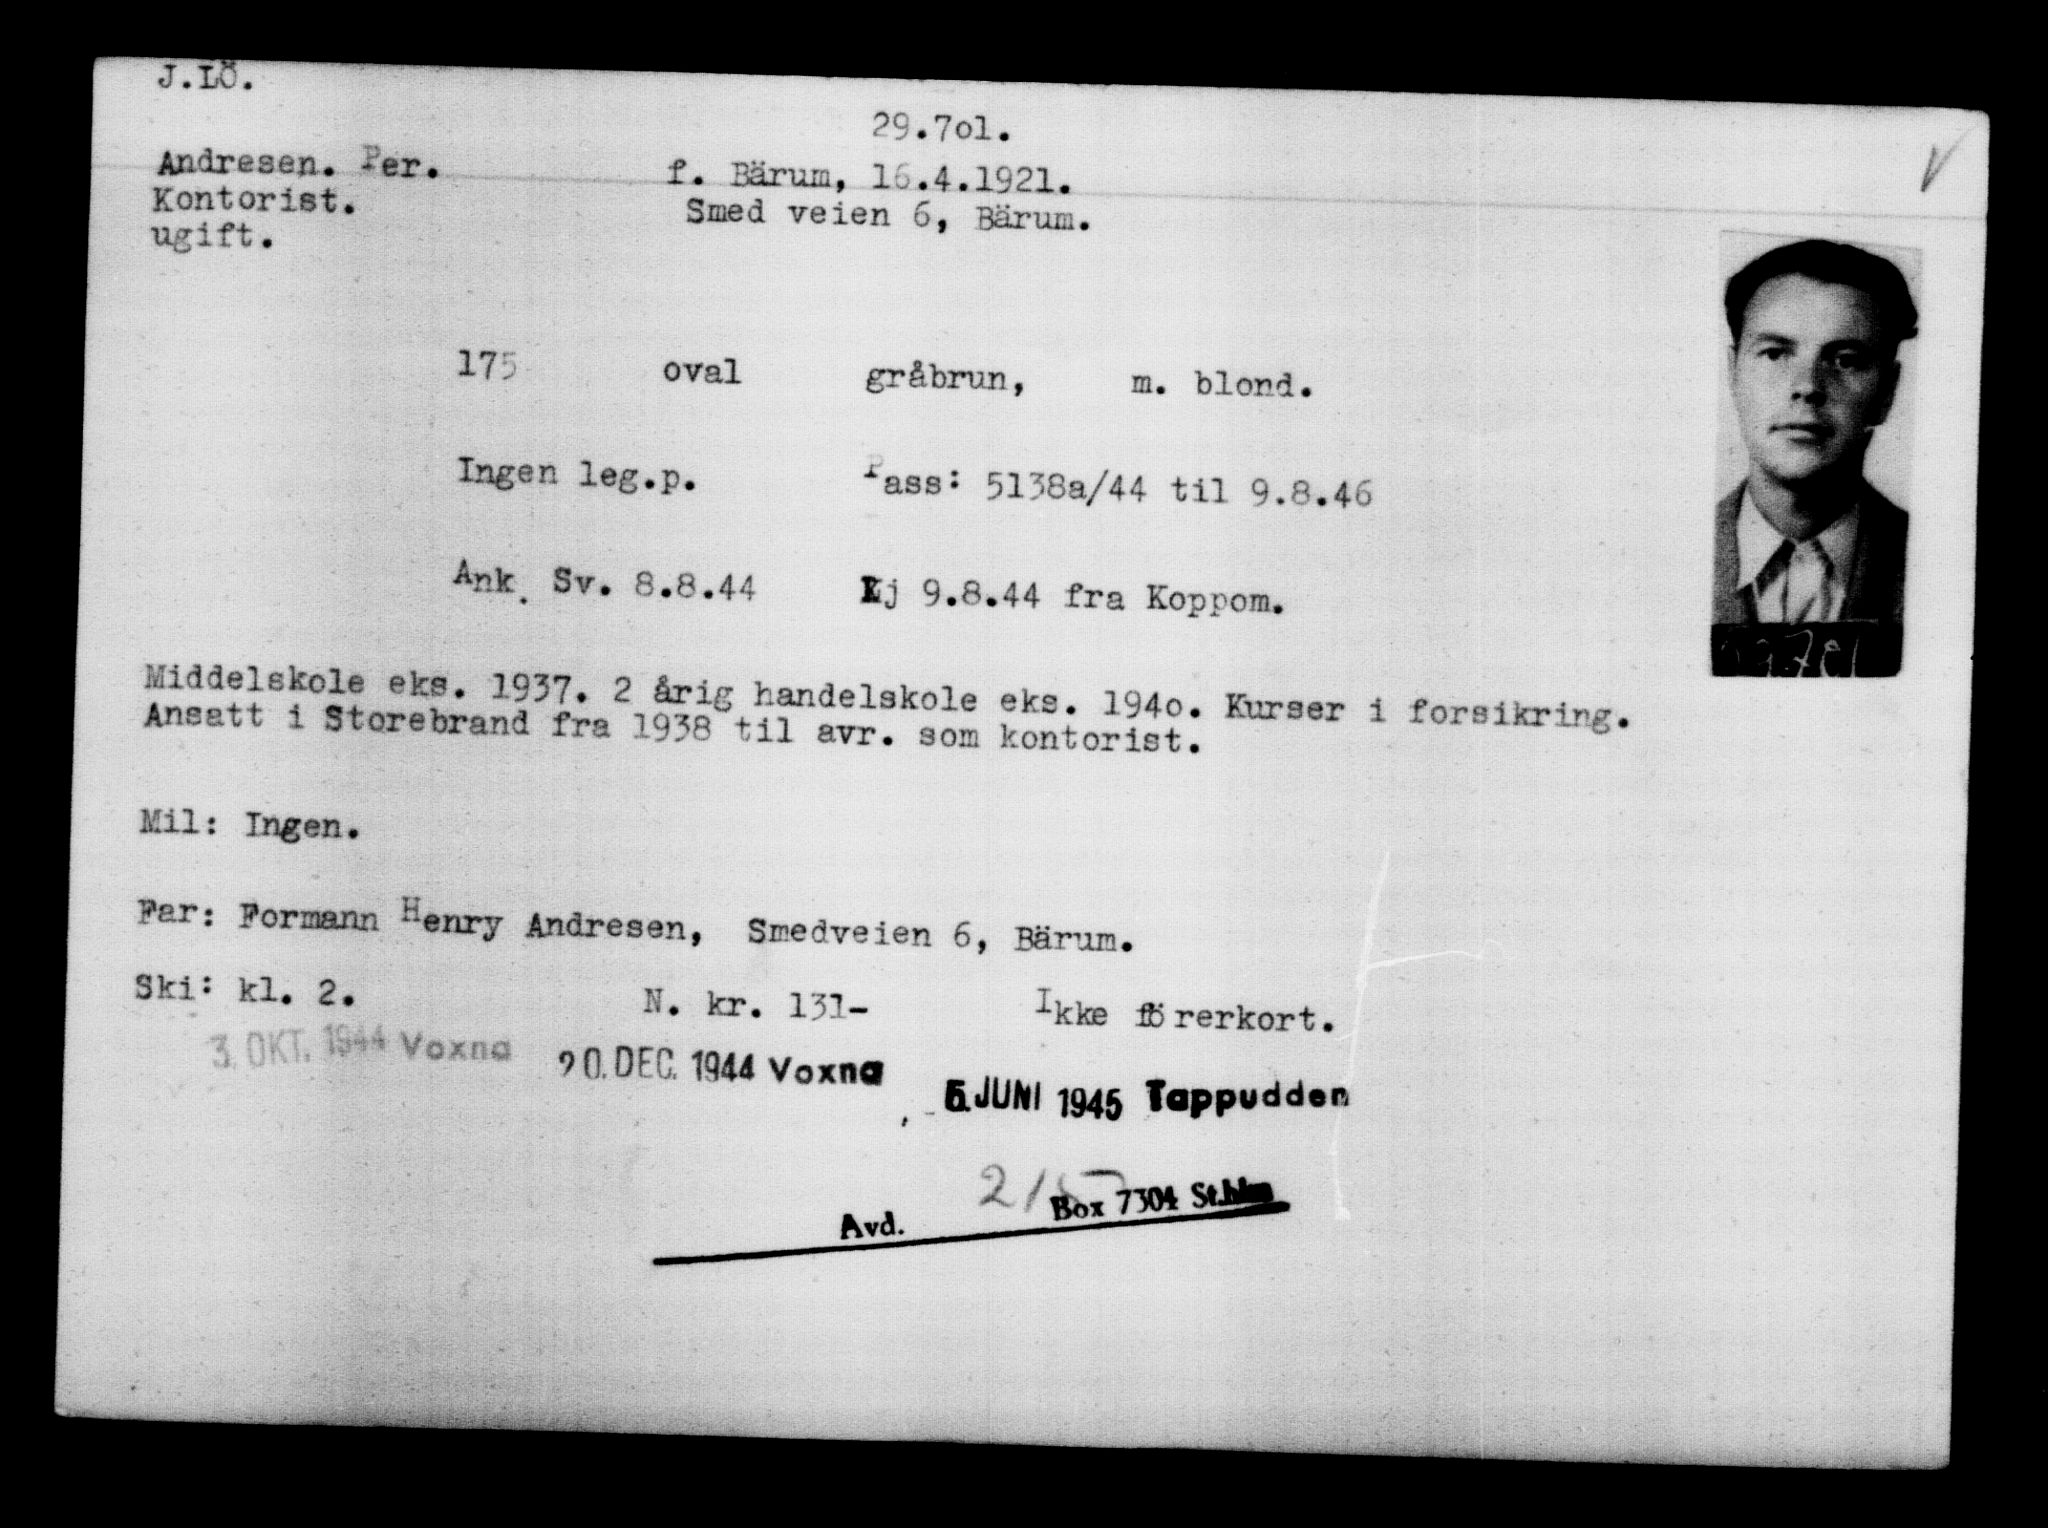 J.LÖ.
29.7ol.
Andresen. Per. f. Bärum, 16.4.1921.
Kontorist. Smed veien 6, Bärum.
ugift.
175 oval gråbrun, m. blond.
Ingen leg.p. Pass: 5138a/44 til 9.8.46
Ank. Sv. 8.8.44 Kj 9.8.44 fra Koppom.
Middelskole eks. 1937. 2 årig handelskole eks. 194o. Kurser i forsikring.
Ansatt i Storebrand fra 1938 til avr. som kontorist.
Mil: Ingen.
Far: Formann Henry Andresen, Smedveien 6, Bärum.
Ski: kl. 2. N. kr. 131- Ikke förerkort.
3. OKT. 1944 Voxna 20. DEC. 1944 Voxna
5. JUNI 1945 Tappudden
Avd. Box 7304 St.hlm